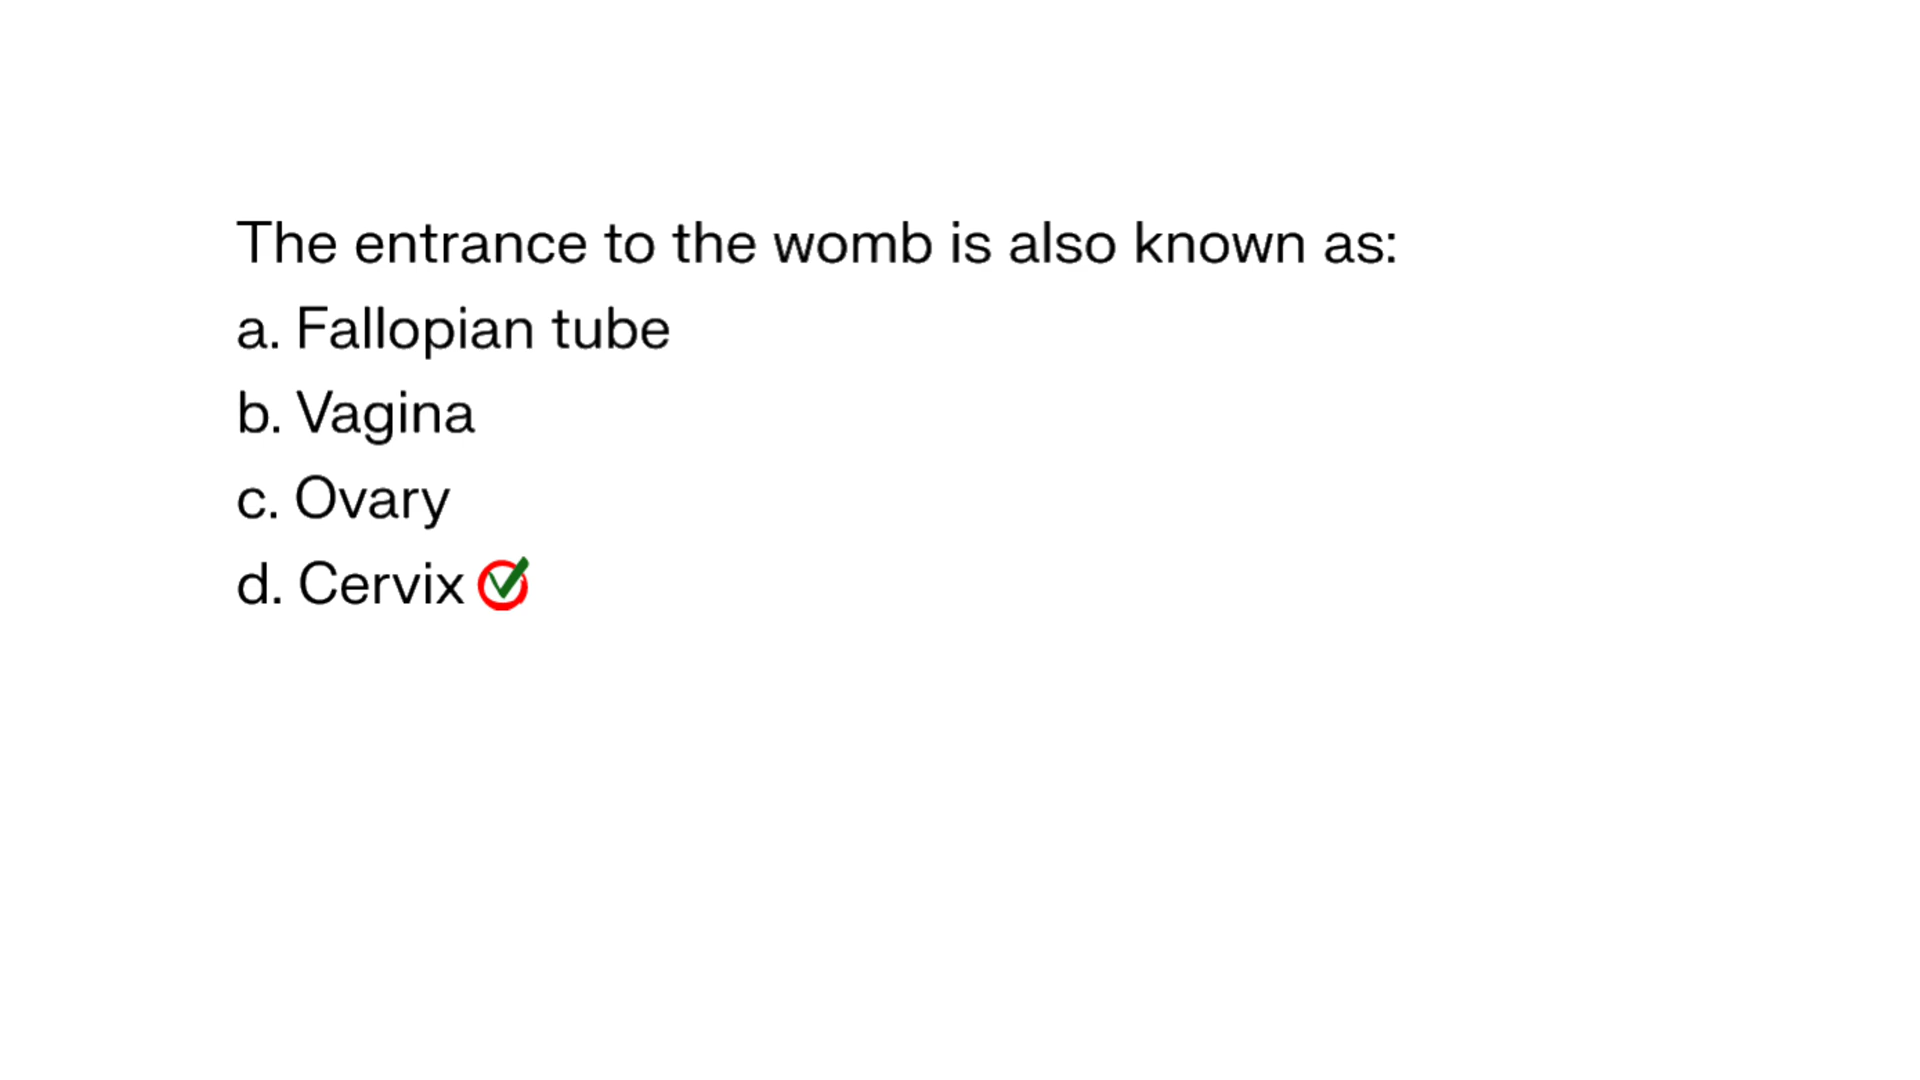 The entrance to the womb is also known as:
a. Fallopian tube
b. Vagina
c. Ovary
d. Cervix